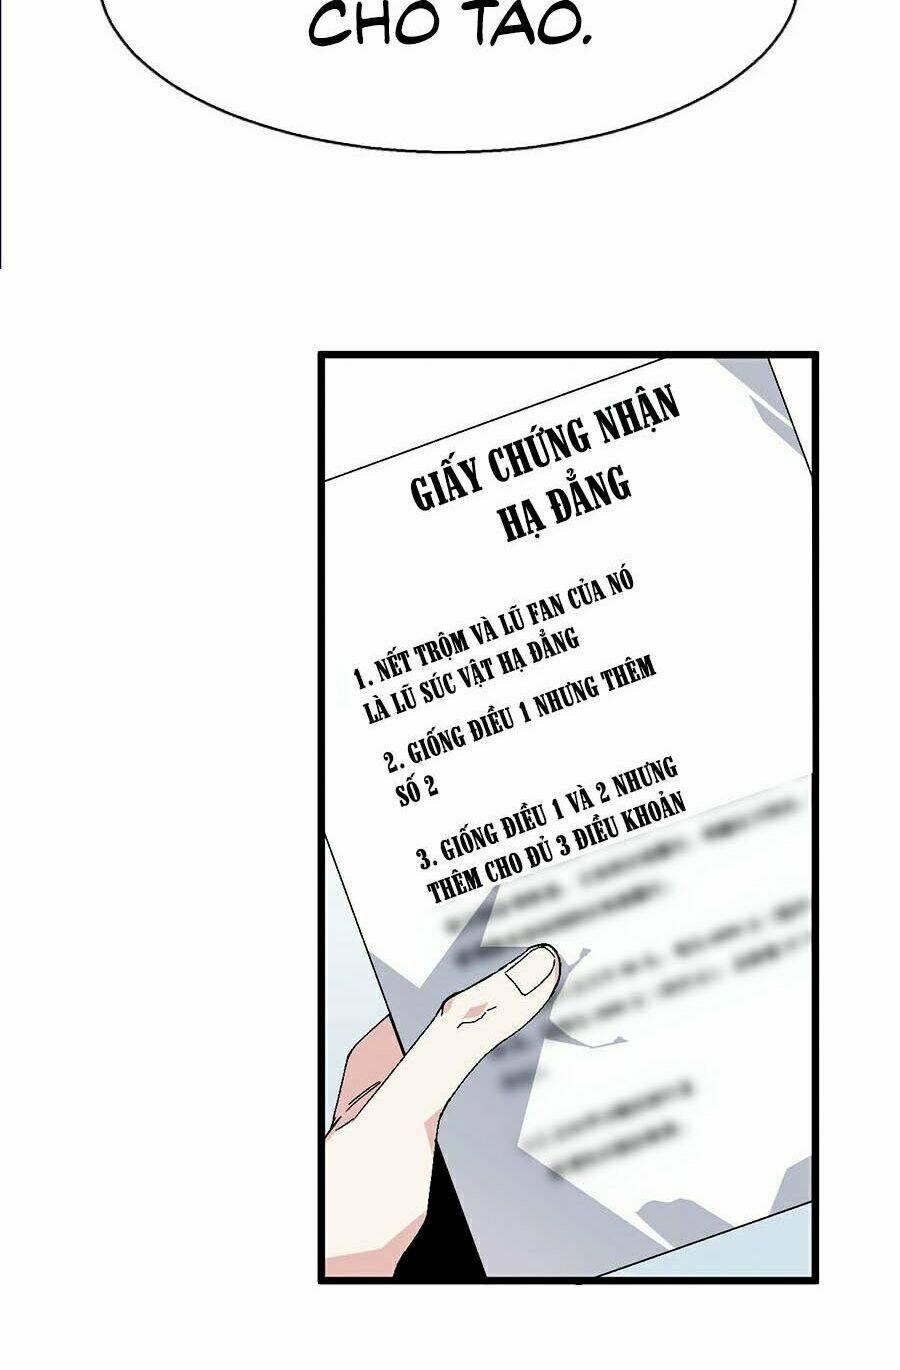 CHO TAO.
GIẤY CHỨNG NHẬN
HẠ ĐẲNG
1. NẾT TRỘM VÀ LŨ FAN CỦA NÓ
LÀ LŨ SÚC VẬT HẠ ĐẲNG
2. GIỐNG ĐIỀU 1 NHƯNG THÊM
SỐ 2
3. GIỐNG ĐIỀU 1 VÀ 2 NHƯNG
THÊM CHO ĐỦ 3 ĐIỀU KHOẢN